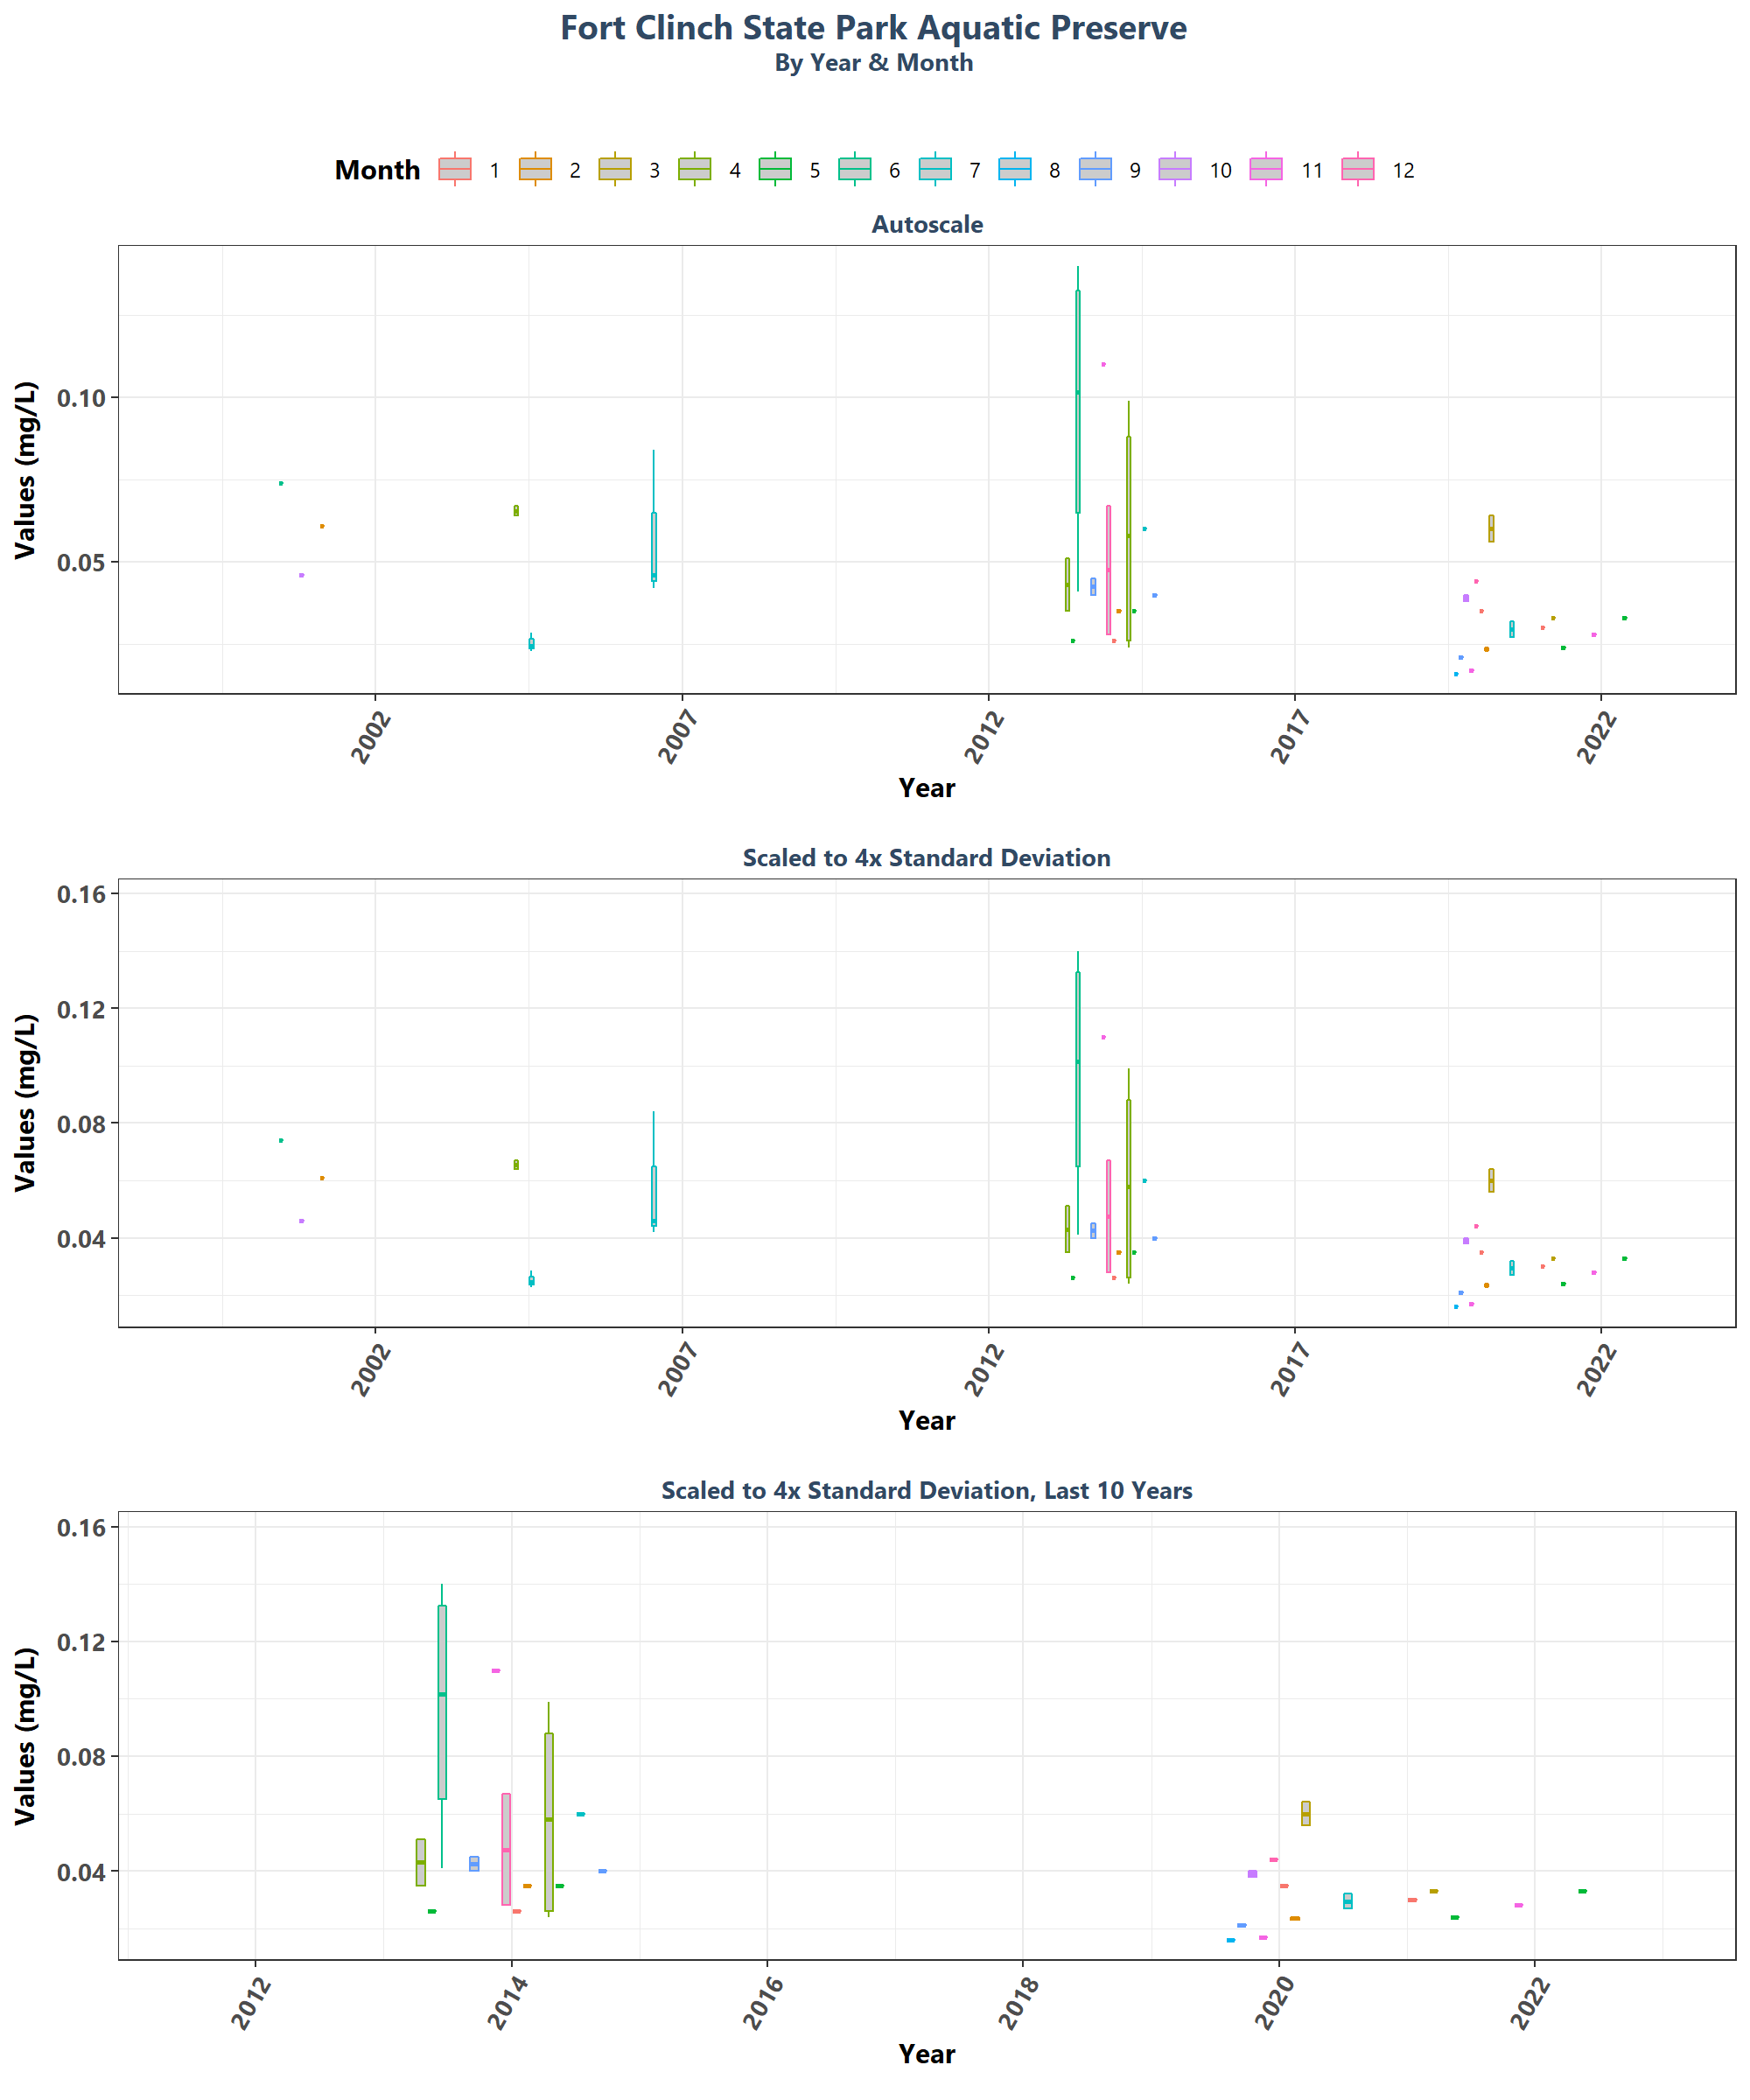 Fort Clinch State Park Aquatic Preserve
By Year & Month
Month 1 2 3 4 5 6 7 8 9 10 11 12
Autoscale
Values (mg/L)
0.10
0.05
2002 2007 2012 2017 2022
Year
Scaled to 4x Standard Deviation
Values (mg/L)
0.16
0.12
0.08
0.04
2002 2007 2012 2017 2022
Year
Scaled to 4x Standard Deviation, Last 10 Years
Values (mg/L)
0.16
0.12
0.08
0.04
2012 2014 2016 2018 2020 2022
Year